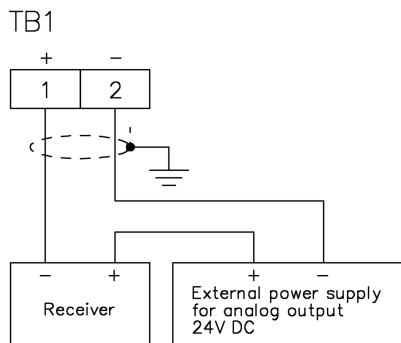 TB1
+ −
1 2
− +
Receiver
+ −
External power supply
for analog output
24V DC